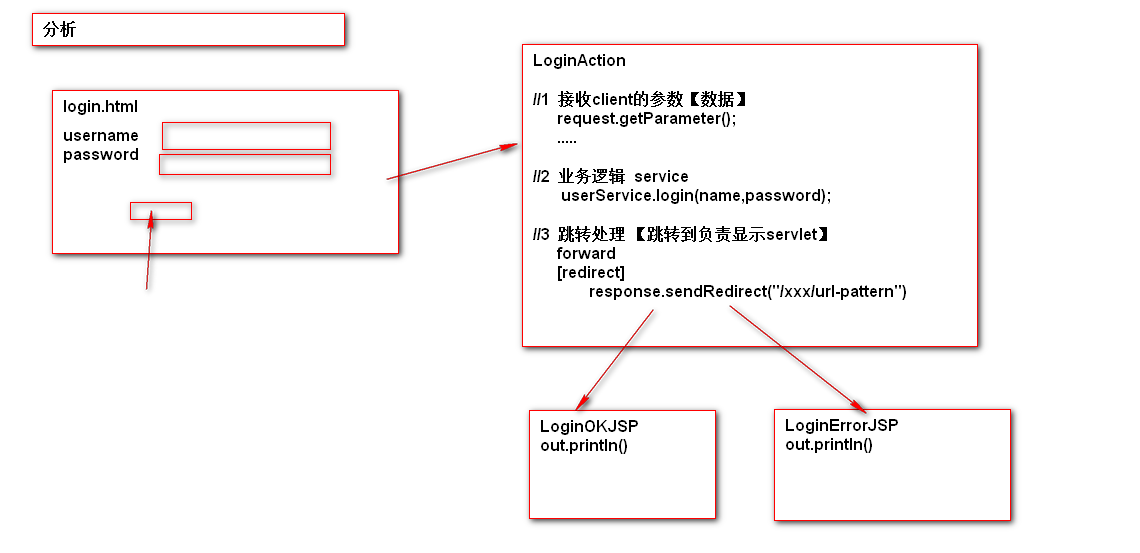 分析
login.html
username
password
LoginAction
//1 接收client的参数【数据】
request.getParameter();
.....
//2 业务逻辑 service
userService.login(name,password);
//3 跳转处理 【跳转到负责显示servlet】
forward
[redirect]
response.sendRedirect("/xxx/url-pattern")
LoginOKJSP
out.println()
LoginErrorJSP
out.println()